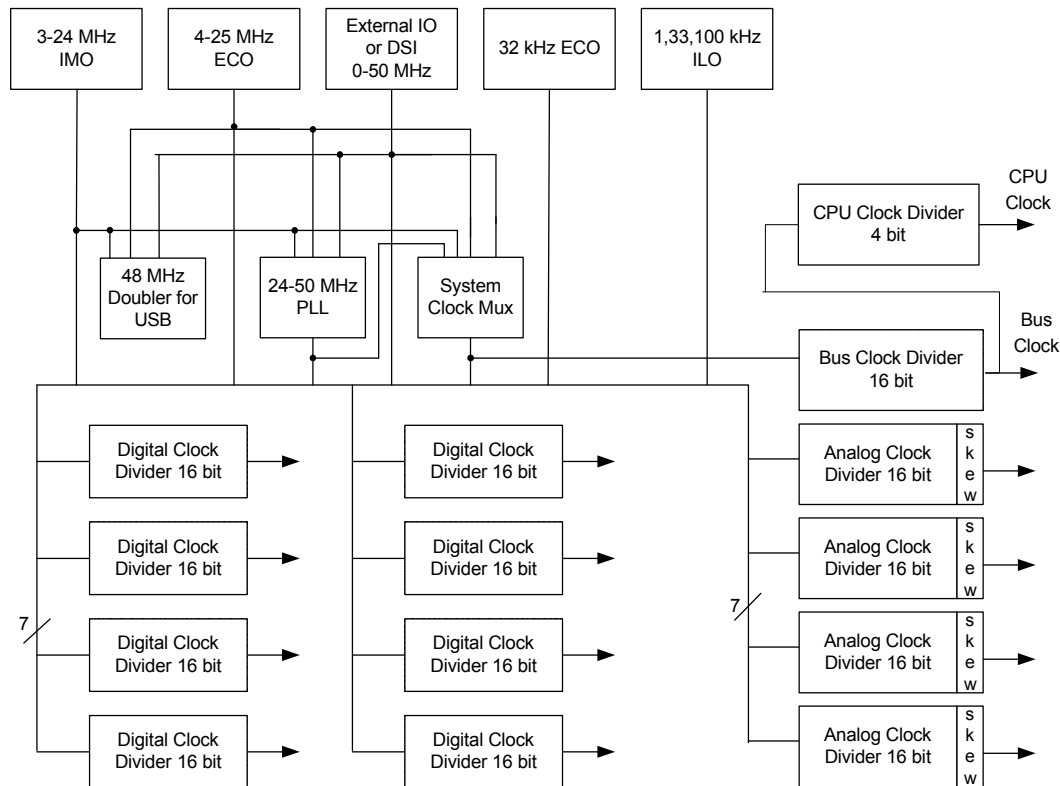 3-24 MHz
IMO
4-25 MHz
ECO
External IO
or DSI
0-50 MHz
32 kHz ECO
1,33,100 kHz
ILO
CPU
Clock
CPU Clock Divider
4 bit
48 MHz
Doubler for
USB
24-50 MHz
PLL
System
Clock Mux
Bus
Clock
Bus Clock Divider
16 bit
Digital Clock
Divider 16 bit
Digital Clock
Divider 16 bit
Analog Clock
Divider 16 bit
s
k
e
w
Digital Clock
Divider 16 bit
Digital Clock
Divider 16 bit
Analog Clock
Divider 16 bit
s
k
e
w
7
7
Digital Clock
Divider 16 bit
Digital Clock
Divider 16 bit
Analog Clock
Divider 16 bit
s
k
e
w
Digital Clock
Divider 16 bit
Digital Clock
Divider 16 bit
Analog Clock
Divider 16 bit
s
k
e
w